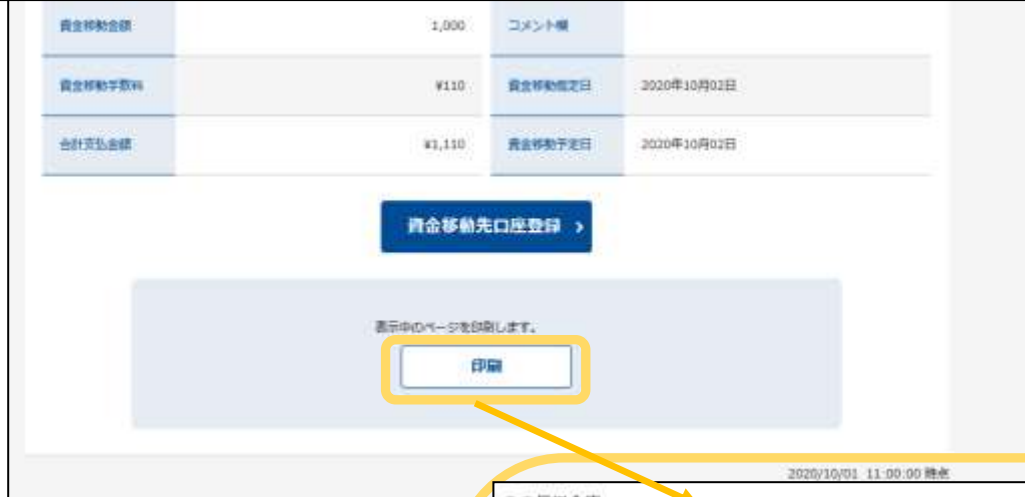 資金移動金額 1,000 コメント欄
資金移動手数料 ¥110 資金移動指定日 2020年10月02日
合計支払金額 ¥1,110 資金移動予定日 2020年10月02日
資金移動先口座登録 ›
表示中のページを印刷します。
印刷
2020/10/01 11:00:00 時点